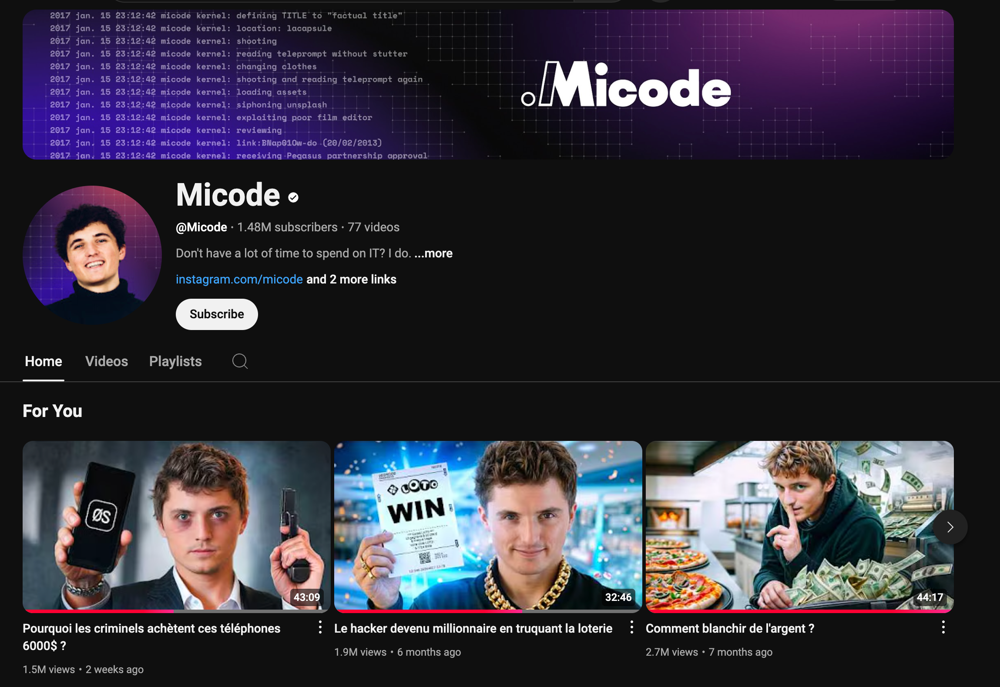 2017 jan. 15 23:12:42 micode kernel: defining TITLE to "factual title"
2017 jan. 15 23:12:42 micode kernel: location: lacapsule
2017 jan. 15 23:12:42 micode kernel: shooting
2017 jan. 15 23:12:42 micode kernel: reading teleprompt without stutter
2017 jan. 15 23:12:42 micode kernel: changing clothes
2017 jan. 15 23:12:42 micode kernel: shooting and reading teleprompt again
2017 jan. 15 23:12:42 micode kernel: loading assets
2017 jan. 15 23:12:42 micode kernel: siphoning unsplash
2017 jan. 15 23:12:42 micode kernel: exploiting poor film editor
2017 jan. 15 23:12:42 micode kernel: reviewing
2017 jan. 15 23:12:42 micode kernel: link:BNap01Ow-do (20/02/2013)
2017 jan. 15 23:12:42 micode kernel: receiving Pegasus partnership approval
Micode
Micode
@Micode · 1.48M subscribers · 77 videos
Don't have a lot of time to spend on IT? I do. ...more
instagram.com/micode and 2 more links
Subscribe
Home Videos Playlists
For You
ØS
43:09
LOTO
WIN
32:46
44:17
Pourquoi les criminels achètent ces téléphones
6000$ ?
1.5M views • 2 weeks ago
Le hacker devenu millionnaire en truquant la loterie
1.9M views • 6 months ago
Comment blanchir de l'argent ?
2.7M views • 7 months ago